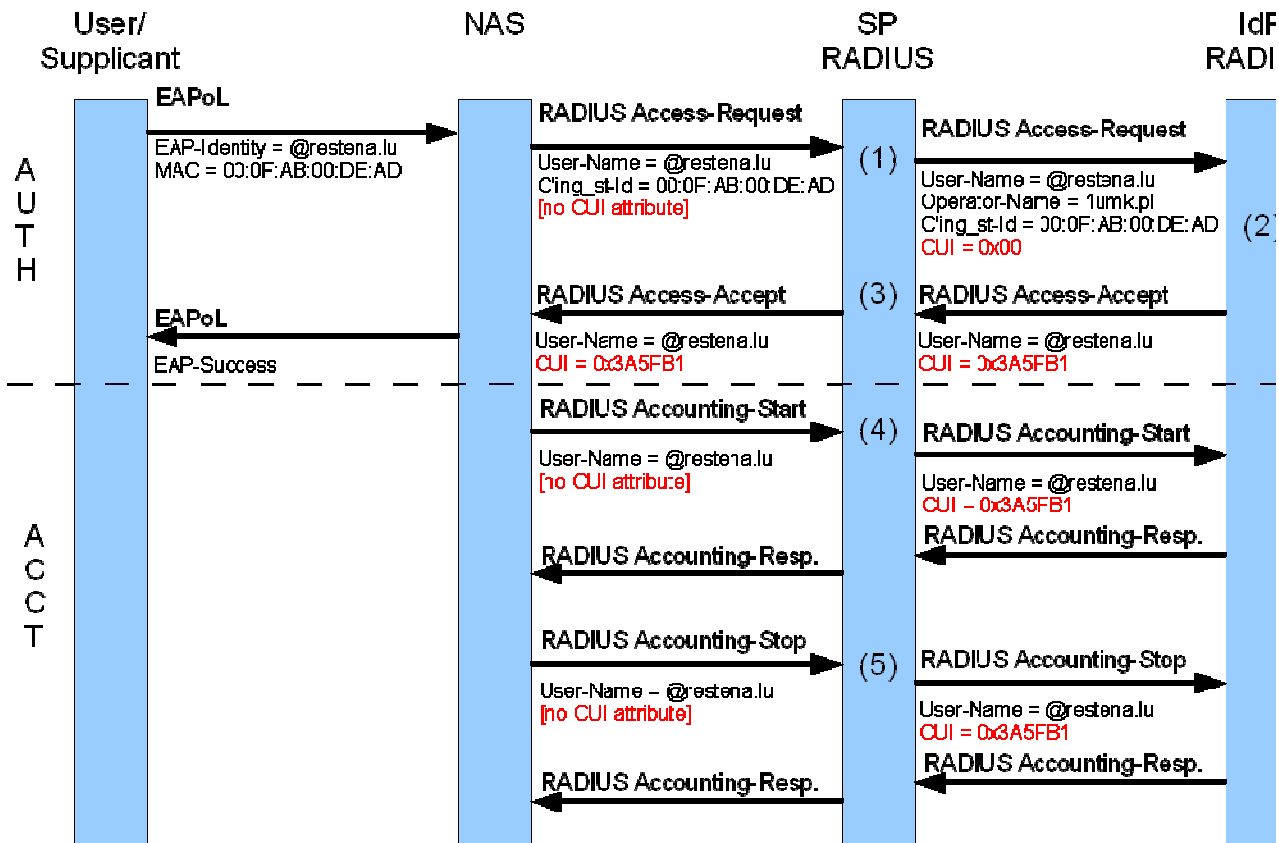 User/
Supplicant
NAS
SP
RADIUS
IdP
RADI
AUTH
EAPoL
EAP-Identity = @restena.lu
MAC = 00:0F:AB:00:DE:AD
RADIUS Access-Request
User-Name = @restena.lu
C'ing_st-Id = 00:0F:AB:00:DE:AD
[no CUI attribute]
(1)
RADIUS Access-Request
User-Name = @restena.lu
Operator-Name = 1umk.pl
C'ing_st-Id = 00:0F:AB:00:DE:AD
CUI = 0x00
(2)
EAPoL
EAP-Success
RADIUS Access-Accept
User-Name = @restena.lu
CUI = 0x3A5FB1
(3)
RADIUS Access-Accept
User-Name = @restena.lu
CUI = 0x3A5FB1
ACCT
RADIUS Accounting-Start
User-Name = @restena.lu
[no CUI attribute]
(4)
RADIUS Accounting-Start
User-Name = @restena.lu
CUI = 0x3A5FB1
RADIUS Accounting-Resp.
RADIUS Accounting-Resp.
RADIUS Accounting-Stop
User-Name = @restena.lu
[no CUI attribute]
(5)
RADIUS Accounting-Stop
User-Name = @restena.lu
CUI = 0x3A5FB1
RADIUS Accounting-Resp.
RADIUS Accounting-Resp.